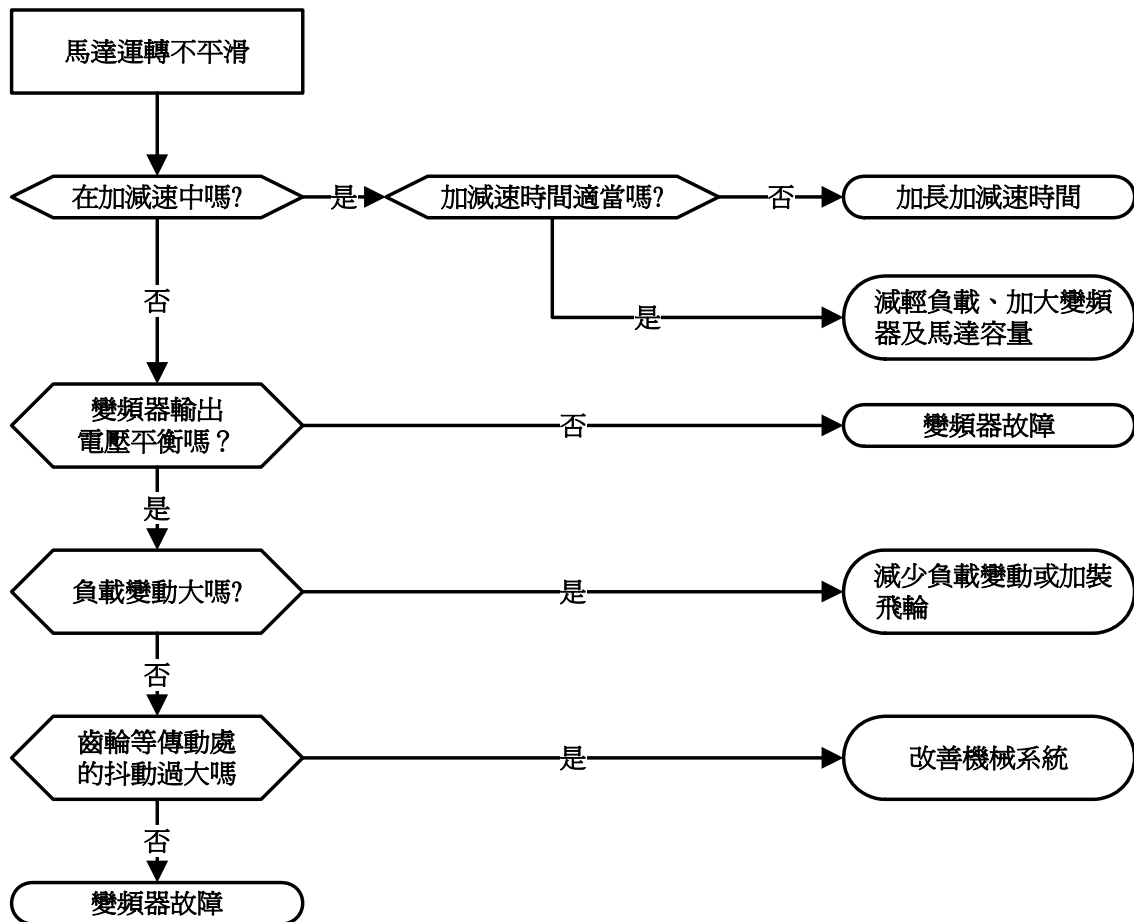 馬達運轉不平滑
在加減速中嗎?
是
加減速時間適當嗎?
否
加長加減速時間
否
是
減輕負載、加大變頻
器及馬達容量
變頻器輸出
電壓平衡嗎？
否
變頻器故障
是
負載變動大嗎?
是
減少負載變動或加裝
飛輪
否
齒輪等傳動處
的抖動過大嗎
是
改善機械系統
否
變頻器故障